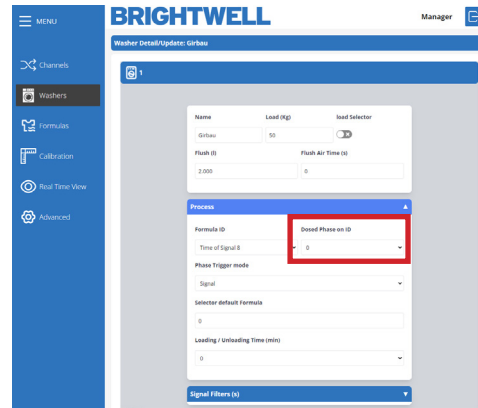 MENU
BRIGHTWELL
Manager
Washer Detail/Update: Girbau
Channels
1
Washers
Name Load (Kg) load Selector
Formulas
Girbau 50
Flush (l) Flush Air Time (s)
Calibration
2.000 0
Real Time View
Process
Advanced
Formula ID Dosed Phase on ID
Time of Signal 8 0
Phase Trigger mode
Signal
Selector default Formula
0
Loading / Unloading Time (min)
0
Signal Filters (s)